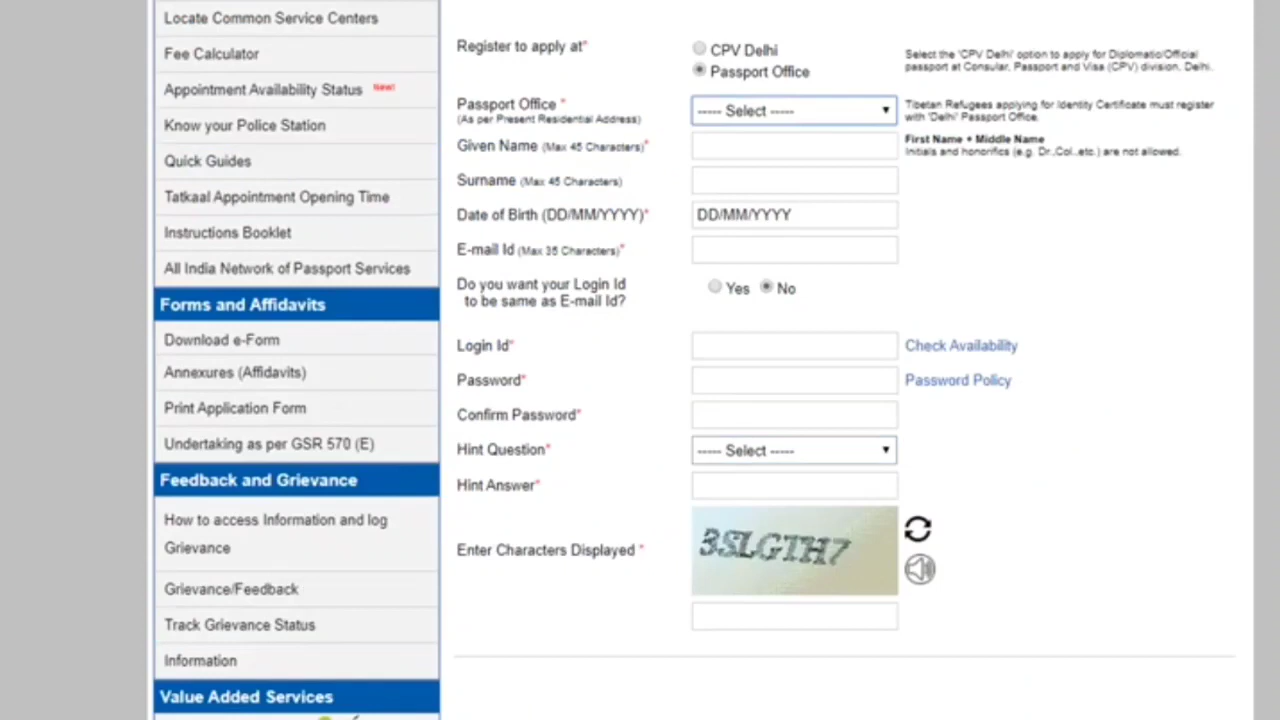 Locate Common Service Centers
Fee Calculator
Appointment Availability Status New!
Know your Police Station
Quick Guides
Tatkaal Appointment Opening Time
Instructions Booklet
All India Network of Passport Services
Forms and Affidavits
Download e-Form
Annexures (Affidavits)
Print Application Form
Undertaking as per GSR 570 (E)
Feedback and Grievance
How to access Information and log
Grievance
Grievance/Feedback
Track Grievance Status
Information
Value Added Services
Register to apply at*
CPV Delhi
Passport Office
Select the 'CPV Delhi' option to apply for Diplomatic/Official
passport at Consular, Passport and Visa (CPV) division, Delhi.
Passport Office *
(As per Present Residential Address)
----- Select -----
Tibetan Refugees applying for Identity Certificate must register
with 'Delhi' Passport Office.
Given Name (Max 45 Characters)*
First Name + Middle Name
Initials and honorifics (e.g. Dr.,Col.,etc.) are not allowed.
Surname (Max 45 Characters)
Date of Birth (DD/MM/YYYY)*
DD/MM/YYYY
E-mail Id (Max 35 Characters)*
Do you want your Login Id
to be same as E-mail Id?
Yes No
Login Id*
Check Availability
Password*
Password Policy
Confirm Password*
Hint Question*
----- Select -----
Hint Answer*
Enter Characters Displayed *
3SLGTH7